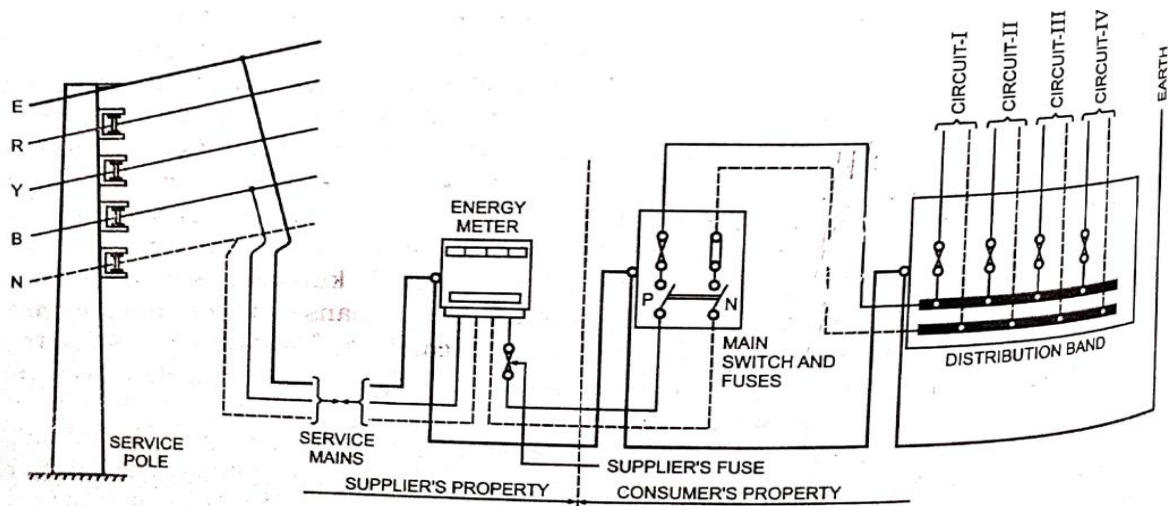 E
R
Y
B
N
SERVICE
POLE
SERVICE
MAINS
ENERGY
METER
SUPPLIER'S FUSE
SUPPLIER'S PROPERTY
CONSUMER'S PROPERTY
P
N
MAIN
SWITCH AND
FUSES
CIRCUIT-I
CIRCUIT-II
CIRCUIT-III
CIRCUIT-IV
EARTH
DISTRIBUTION BAND